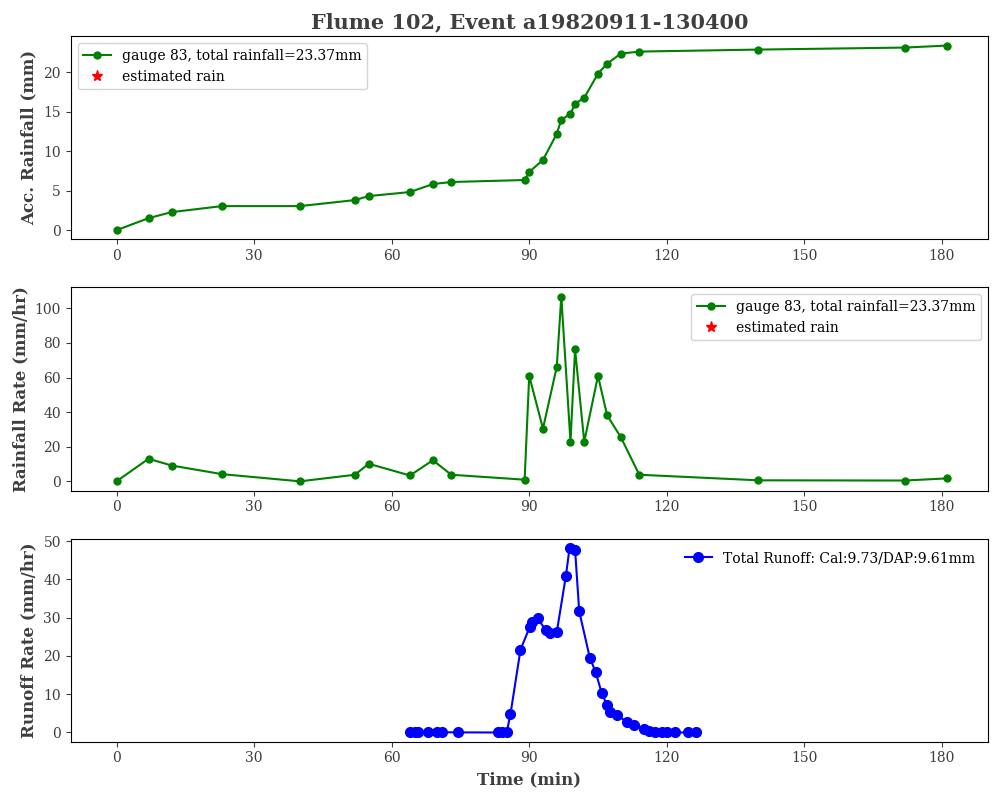 Flume 102, Event a19820911-130400
Acc. Rainfall (mm)
20
15
10
5
0
gauge 83, total rainfall=23.37mm
estimated rain
0 30 60 90 120 150 180
Rainfall Rate (mm/hr)
100
80
60
40
20
0
gauge 83, total rainfall=23.37mm
estimated rain
0 30 60 90 120 150 180
Runoff Rate (mm/hr)
50
40
30
20
10
0
Total Runoff: Cal:9.73/DAP:9.61mm
0 30 60 90 120 150 180
Time (min)